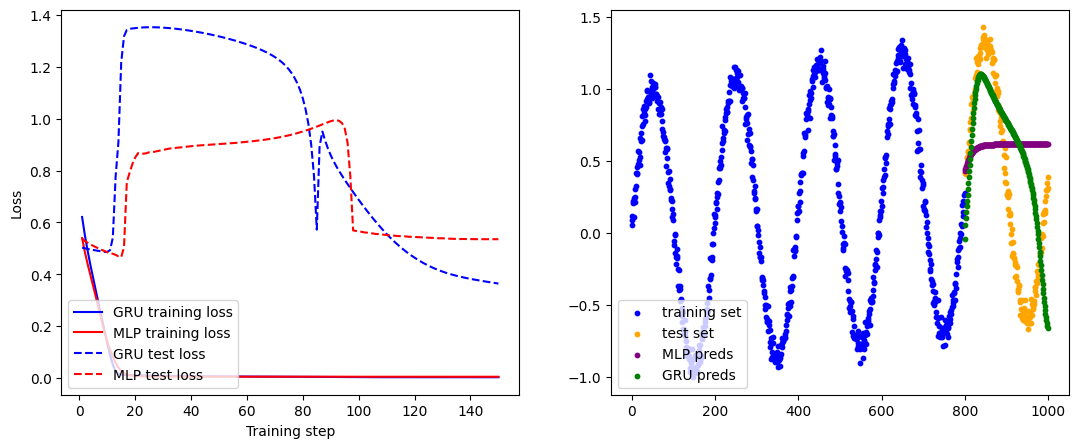 1.4
1.2
1.0
0.8
0.6
0.4
0.2
0.0
Loss
GRU training loss
MLP training loss
GRU test loss
MLP test loss
0 20 40 60 80 100 120 140
Training step
1.5
1.0
0.5
0.0
−0.5
−1.0
training set
test set
MLP preds
GRU preds
0 200 400 600 800 1000